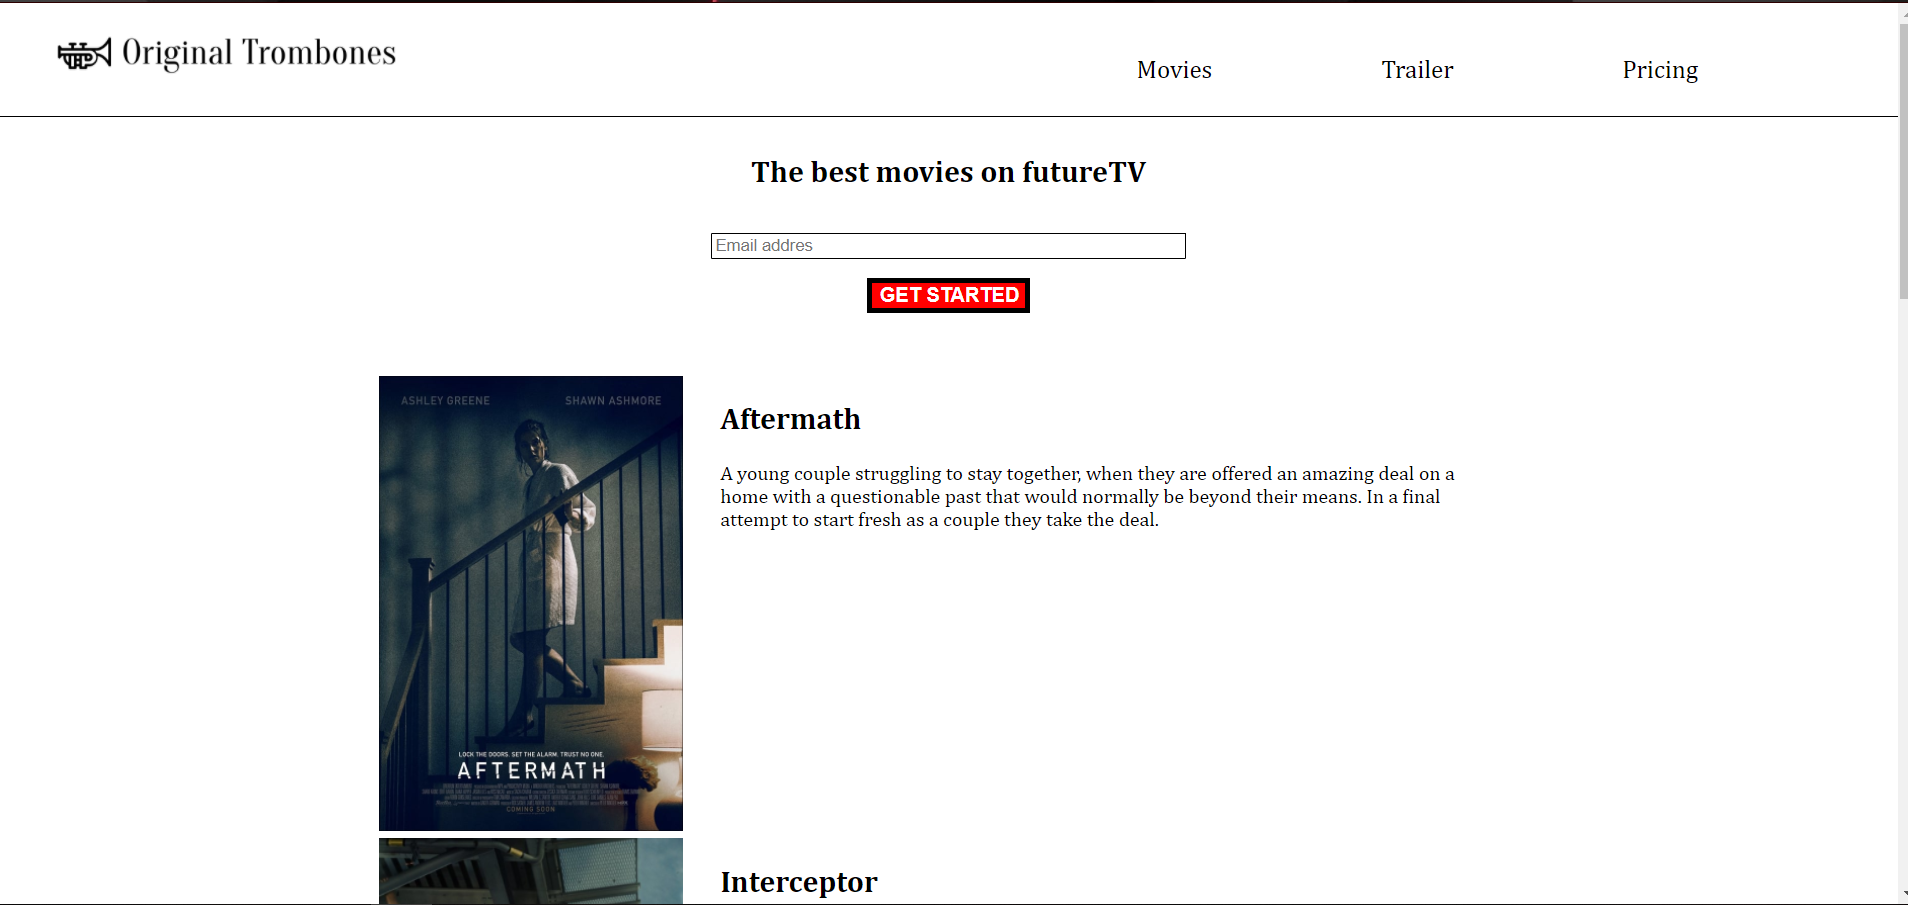 Original Trombones
Movies
Trailer
Pricing
The best movies on futureTV
Email addres
GET STARTED
ASHLEY GREENE
SHAWN ASHMORE
LOCK THE DOORS. SET THE ALARM. TRUST NO ONE.
AFTERMATH
COMING SOON
Aftermath
A young couple struggling to stay together, when they are offered an amazing deal on a
home with a questionable past that would normally be beyond their means. In a final
attempt to start fresh as a couple they take the deal.
Interceptor